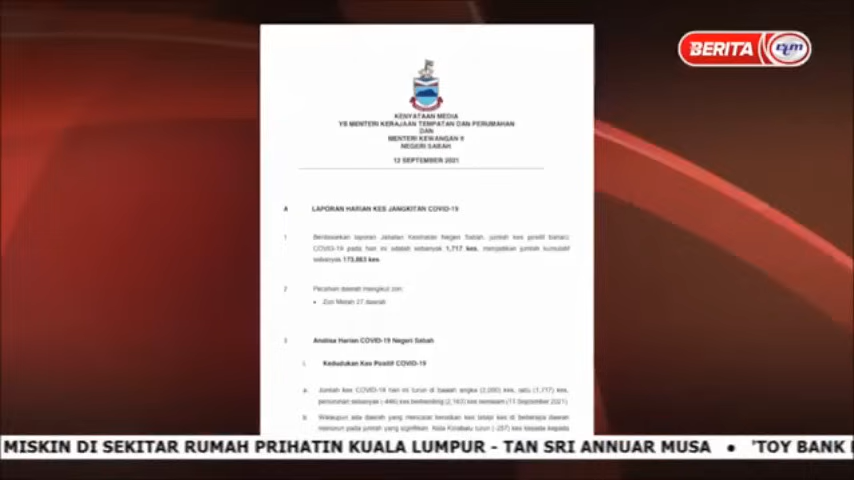 BERITA rtm
KENYATAAN MEDIA
YB MENTERI KERAJAAN TEMPATAN DAN PERUMAHAN
DAN
MENTERI KEWANGAN II
NEGERI SABAH
12 SEPTEMBER 2021
A LAPORAN HARIAN KES JANGKITAN COVID-19
1 Berdasarkan laporan Jabatan Kesihatan Negeri Sabah, jumlah kes positif baharu
COVID-19 pada hari ini adalah sebanyak 1,717 kes, menjadikan jumlah kumulatif
sebanyak 173,883 kes.
2 Pecahan daerah mengikut zon:
• Zon Merah 27 daerah
3 Analisa Harian COVID-19 Negeri Sabah
i. Kedudukan Kes Positif COVID-19
a. Jumlah kes COVID-19 hari ini turun di bawah angka (2,000) kes, iaitu (1,717) kes,
penurunan sebanyak (-446) kes berbanding (2,163) kes semalam (11 September 2021).
b. Walaupun ada daerah yang mencatat kenaikan kes tetapi kes di beberapa daerah
menurun pada jumlah yang signifikan. Kota Kinabalu turun (-257) kes kepada kepada
MISKIN DI SEKITAR RUMAH PRIHATIN KUALA LUMPUR - TAN SRI ANNUAR MUSA • 'TOY BANK